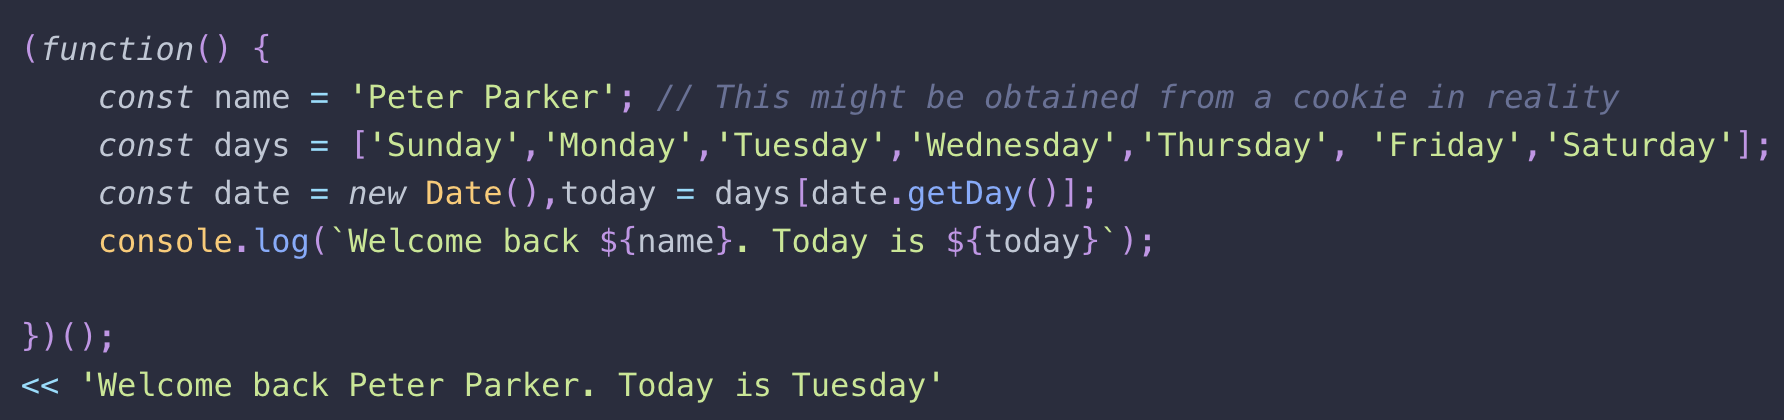 (function() {
    const name = 'Peter Parker'; // This might be obtained from a cookie in reality
    const days = ['Sunday','Monday','Tuesday','Wednesday','Thursday', 'Friday','Saturday'];
    const date = new Date(),today = days[date.getDay()];
    console.log(`Welcome back ${name}. Today is ${today}`);

})();
<< 'Welcome back Peter Parker. Today is Tuesday'